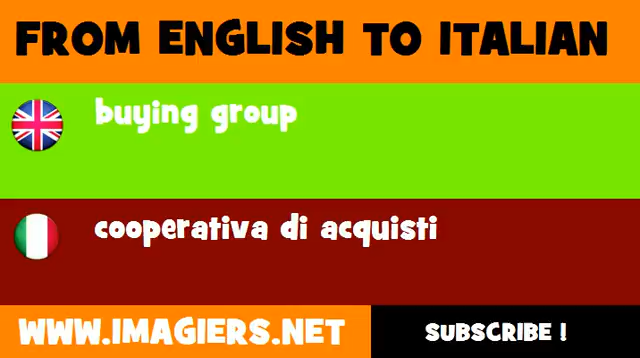 FROM ENGLISH TO ITALIAN
buying group
cooperativa di acquisti
WWW.IMAGIERS.NET
SUBSCRIBE !